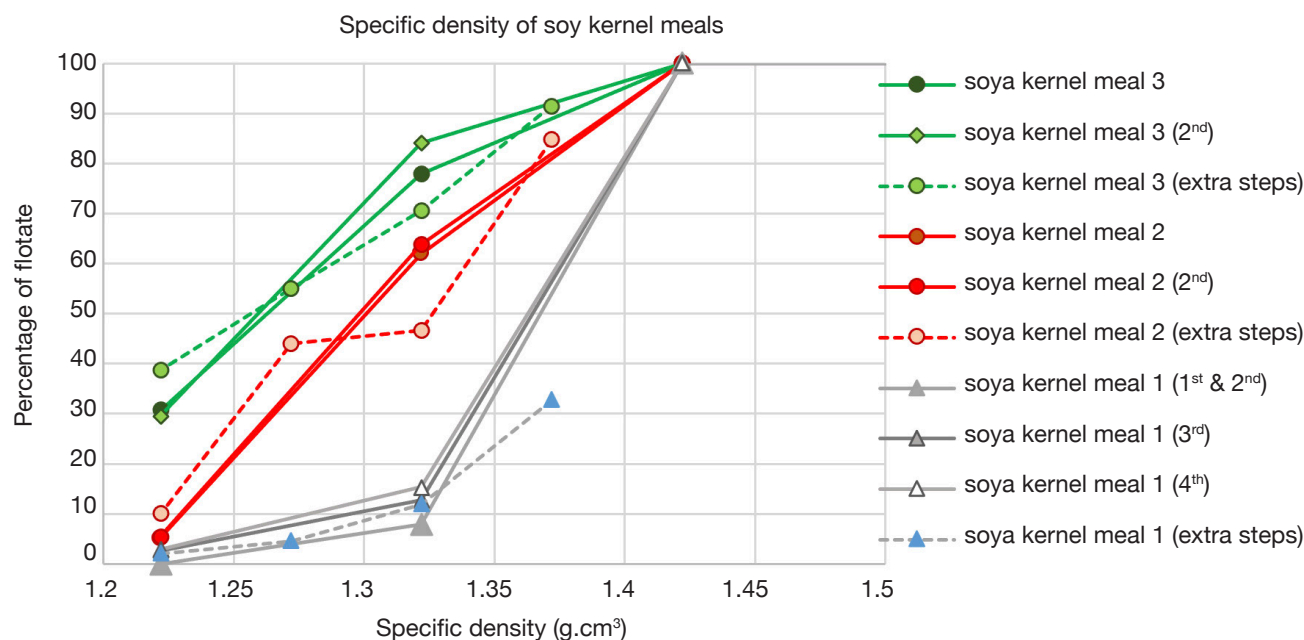 Specific density of soy kernel meals
Percentage of flotate
100
90
80
70
60
50
40
30
20
10
0
1.2
1.25
1.3
1.35
1.4
1.45
1.5
Specific density (g.cm³)
soya kernel meal 3
soya kernel meal 3 (2ⁿᵈ)
soya kernel meal 3 (extra steps)
soya kernel meal 2
soya kernel meal 2 (2ⁿᵈ)
soya kernel meal 2 (extra steps)
soya kernel meal 1 (1ˢᵗ & 2ⁿᵈ)
soya kernel meal 1 (3ʳᵈ)
soya kernel meal 1 (4ᵗʰ)
soya kernel meal 1 (extra steps)